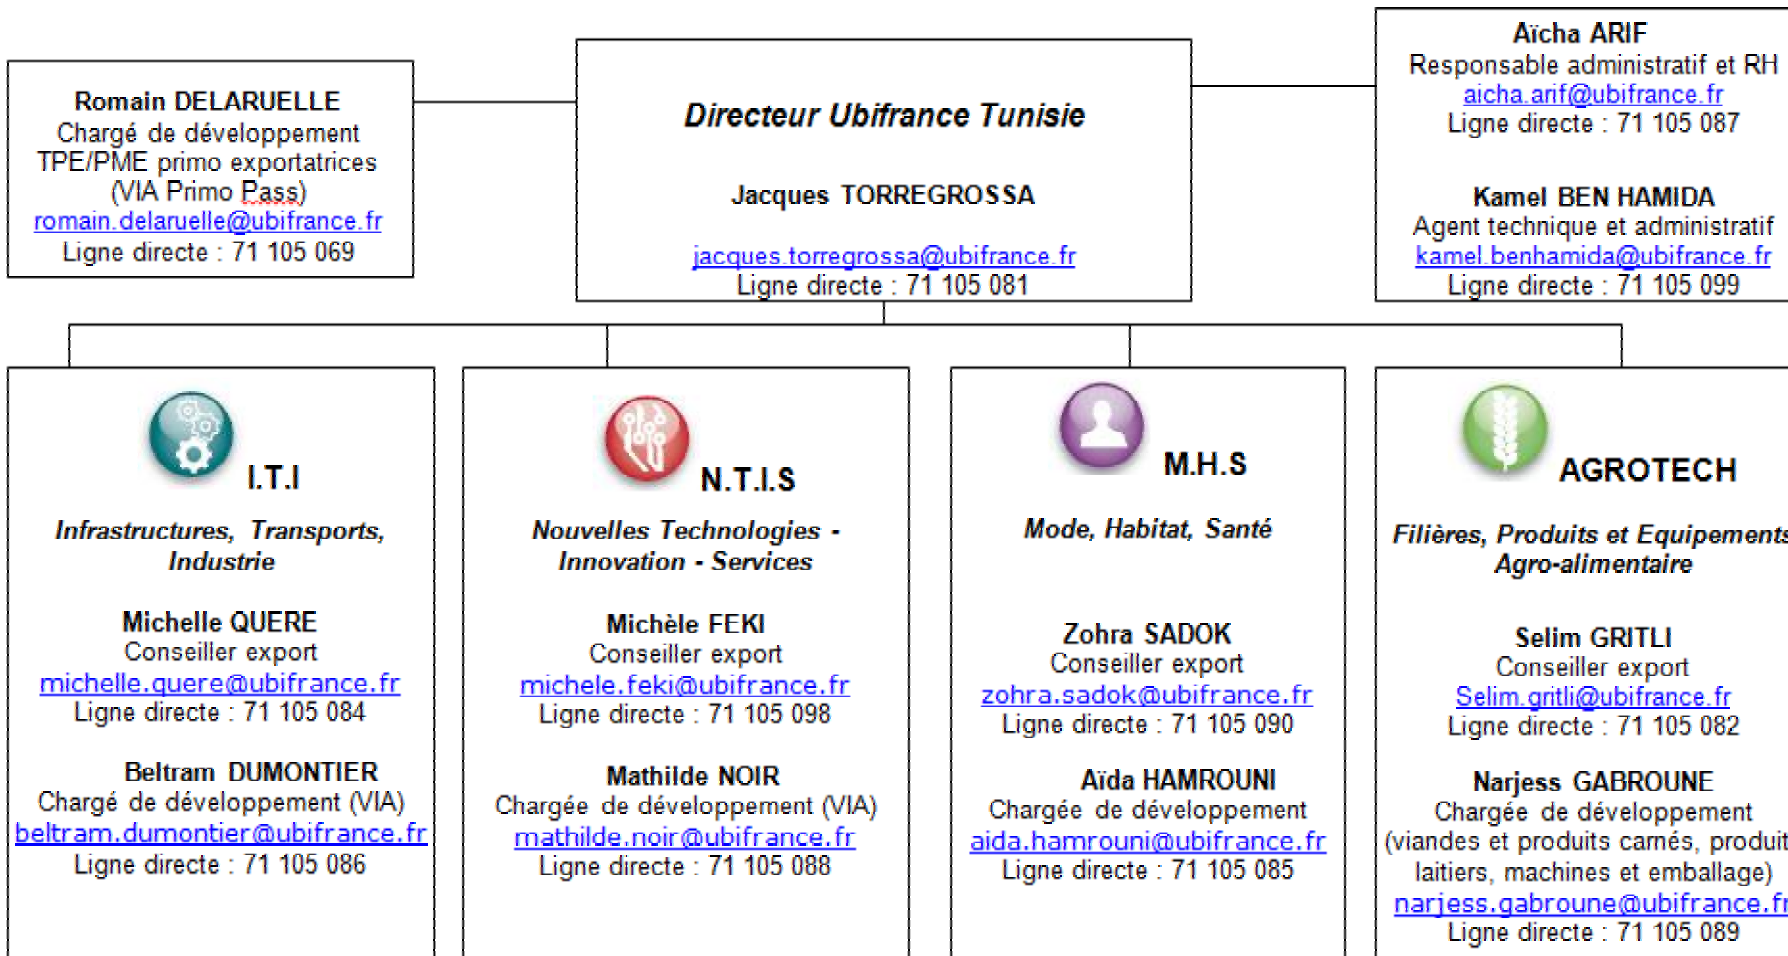 Romain DELARUELLE
Chargé de développement
TPE/PME primo exportatrices
(VIA Primo Pass)
romain.delaruelle@ubifrance.fr
Ligne directe : 71 105 069
Directeur Ubifrance Tunisie
Jacques TORREGROSSA
jacques.torregrossa@ubifrance.fr
Ligne directe : 71 105 081
Aïcha ARIF
Responsable administratif et RH
aicha.arif@ubifrance.fr
Ligne directe : 71 105 087
Kamel BEN HAMIDA
Agent technique et administratif
kamel.benhamida@ubifrance.fr
Ligne directe : 71 105 099
I.T.I
Infrastructures, Transports,
Industrie
Michelle QUERE
Conseiller export
michelle.quere@ubifrance.fr
Ligne directe : 71 105 084
Beltram DUMONTIER
Chargé de développement (VIA)
beltram.dumontier@ubifrance.fr
Ligne directe : 71 105 086
N.T.I.S
Nouvelles Technologies -
Innovation - Services
Michèle FEKI
Conseiller export
michele.feki@ubifrance.fr
Ligne directe : 71 105 098
Mathilde NOIR
Chargée de développement (VIA)
mathilde.noir@ubifrance.fr
Ligne directe : 71 105 088
M.H.S
Mode, Habitat, Santé
Zohra SADOK
Conseiller export
zohra.sadok@ubifrance.fr
Ligne directe : 71 105 090
Aïda HAMROUNI
Chargée de développement
aida.hamrouni@ubifrance.fr
Ligne directe : 71 105 085
AGROTECH
Filières, Produits et Equipements
Agro-alimentaire
Selim GRITLI
Conseiller export
Selim.gritli@ubifrance.fr
Ligne directe : 71 105 082
Narjess GABROUNE
Chargée de développement
(viandes et produits carnés, produit
laitiers, machines et emballage)
narjess.gabroune@ubifrance.fr
Ligne directe : 71 105 089